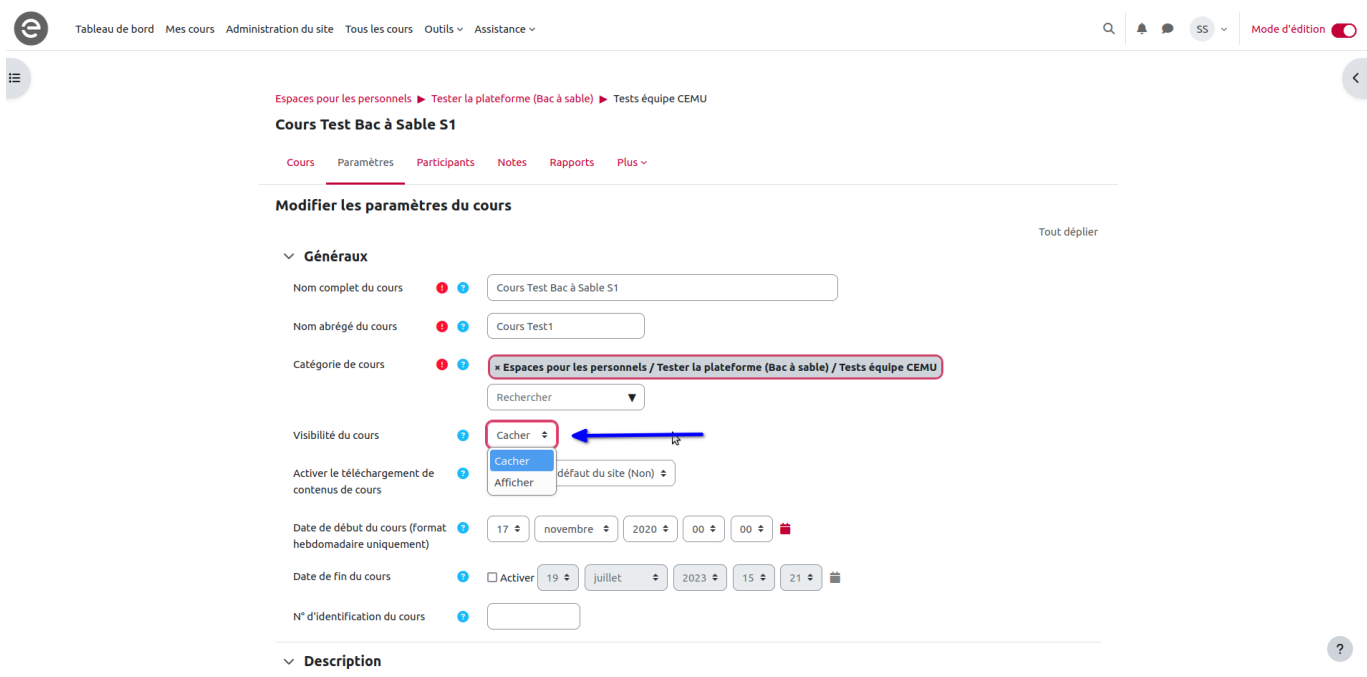 e
Tableau de bord Mes cours Administration du site Tous les cours Outils Assistance SS Mode d'édition
Espaces pour les personnels ▶ Tester la plateforme (Bac à sable) ▶ Tests équipe CEMU
Cours Test Bac à Sable S1
Cours Paramètres Participants Notes Rapports Plus
Modifier les paramètres du cours
Tout déplier
Généraux
Nom complet du cours ! ? Cours Test Bac à Sable S1
Nom abrégé du cours ! ? Cours Test1
Catégorie de cours ! ? × Espaces pour les personnels / Tester la plateforme (Bac à sable) / Tests équipe CEMU
Rechercher ▼
Visibilité du cours ? Cacher
Cacher
Afficher
Activer le téléchargement de ? défaut du site (Non)
contenus de cours
Date de début du cours (format ? 17 novembre 2020 00 00
hebdomadaire uniquement)
Date de fin du cours ? Activer 19 juillet 2023 15 21
N° d'identification du cours ?
Description
?